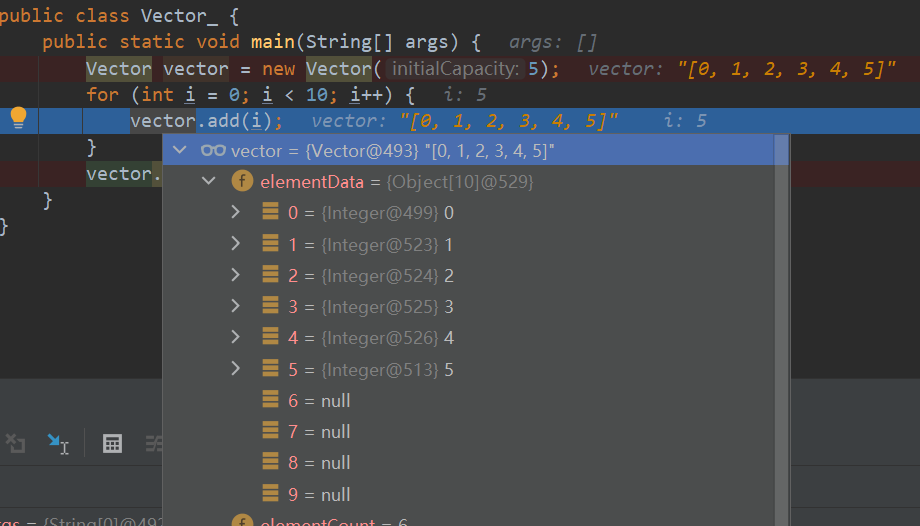 public class Vector_ {
public static void main(String[] args) { args: []
Vector vector = new Vector( initialCapacity: 5); vector: "[0, 1, 2, 3, 4, 5]"
for (int i = 0; i < 10; i++) { i: 5
vector.add(i); vector: "[0, 1, 2, 3, 4, 5]" i: 5
vector = {Vector@493} "[0, 1, 2, 3, 4, 5]"
}
f elementData = {Object[10]@529}
vector.
0 = {Integer@499} 0
}
1 = {Integer@523} 1
}
2 = {Integer@524} 2
3 = {Integer@525} 3
4 = {Integer@526} 4
5 = {Integer@513} 5
6 = null
7 = null
8 = null
9 = null
f elementCount = 6
= {String[0]@492